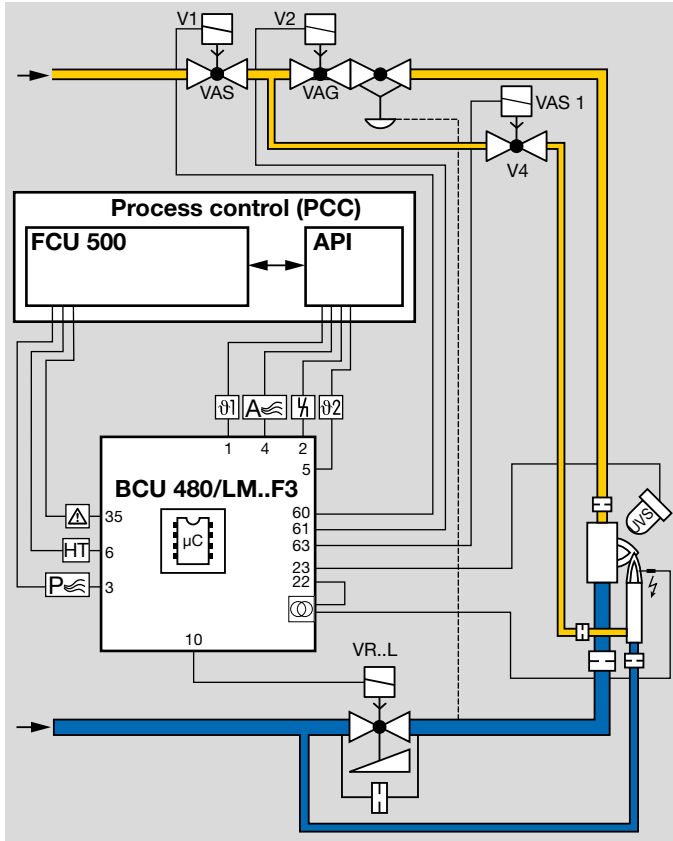 V1
V2
VAS
VAG
VAS 1
V4
Process control (PCC)
FCU 500
API
ϑ1
A
ϑ2
1
4
2
5
BCU 480/LM..F3
µC
35
HT
6
P
3
60
61
63
23
22
10
UVS
VR..L